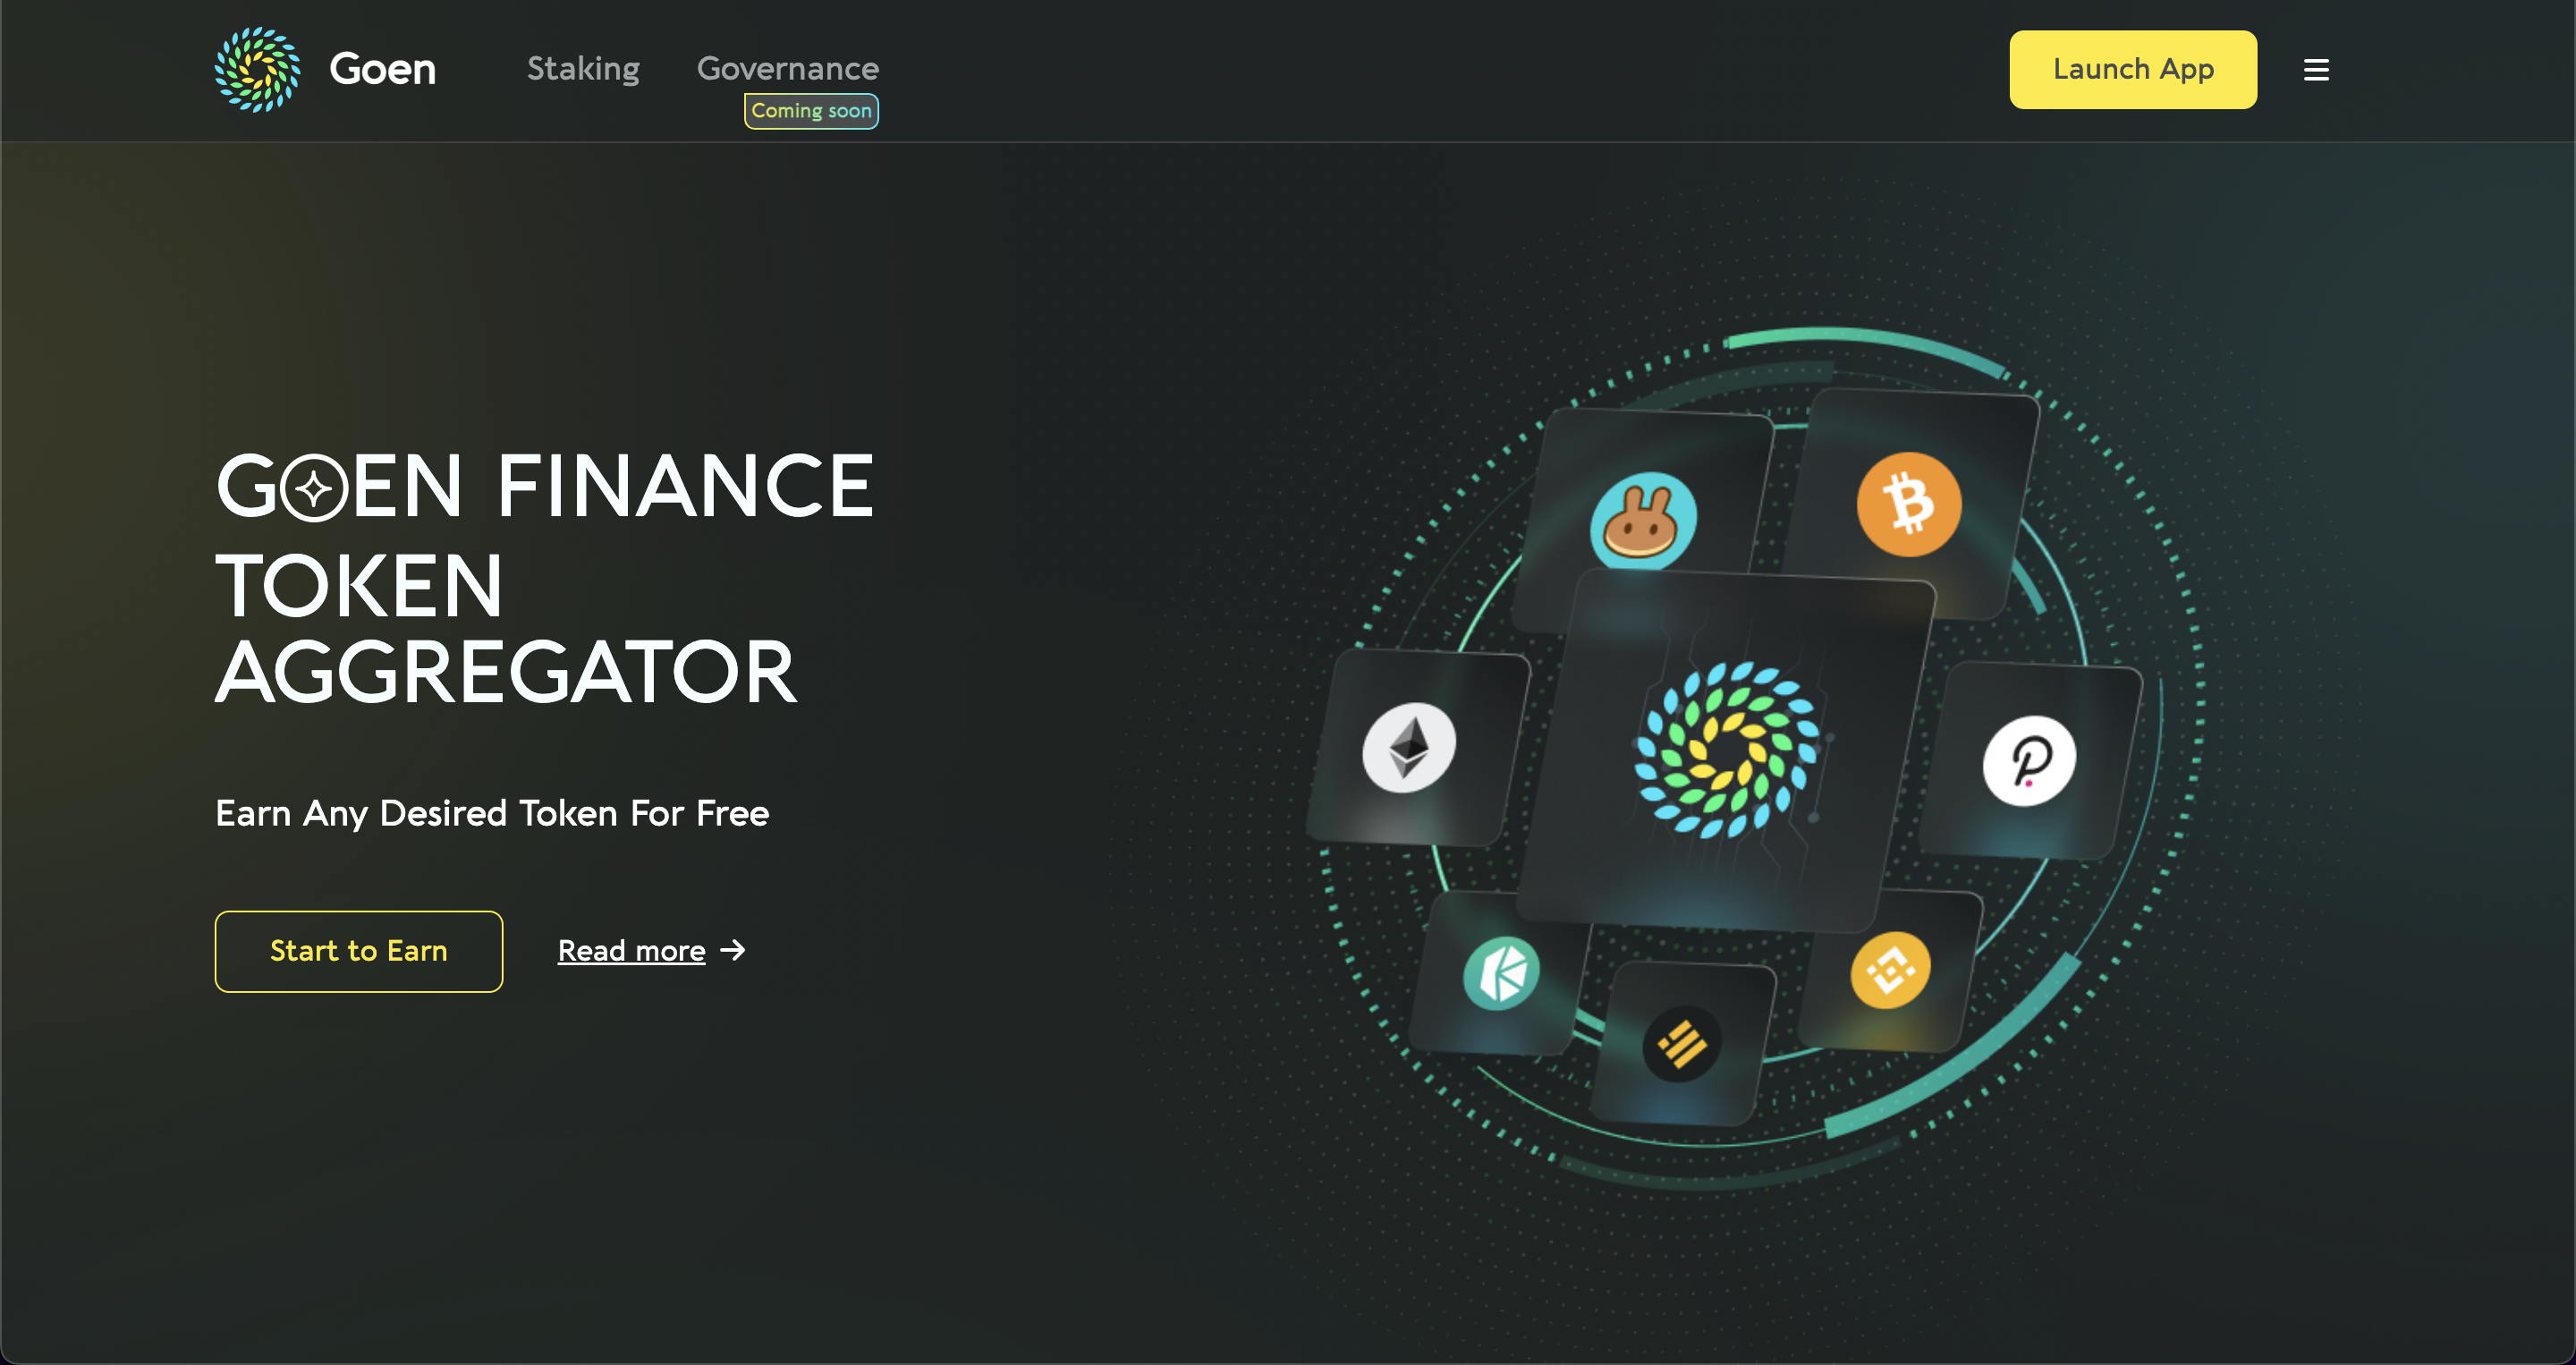 Goen
Staking
Governance
Coming soon
Launch App
GOEN FINANCE
TOKEN
AGGREGATOR
Earn Any Desired Token For Free
Start to Earn
Read more